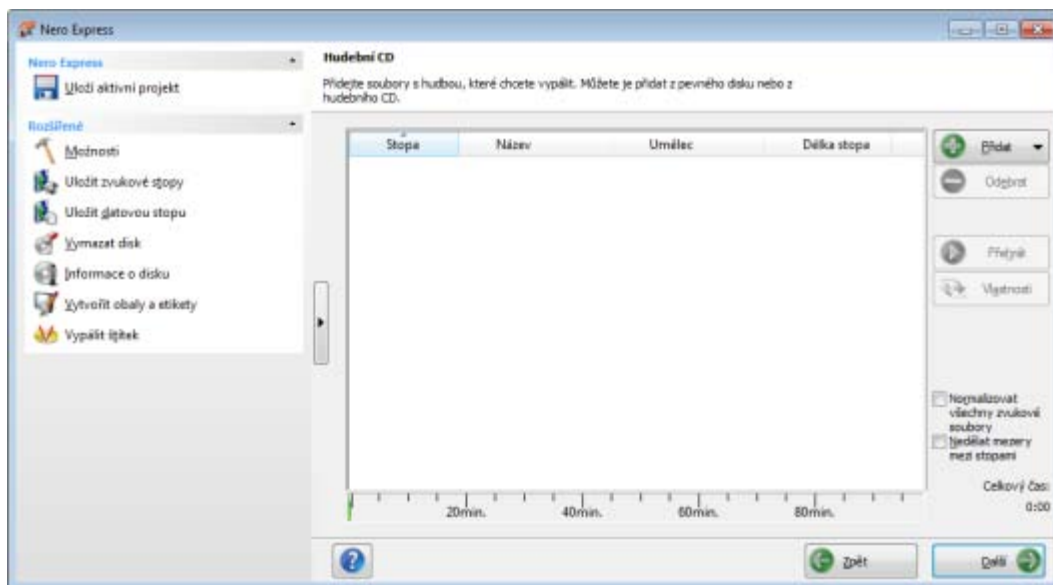 Nero Express
Nero Express
Uloží aktivní projekt
Rozšířené
Možnosti
Uložit zvukové stopy
Uložit datovou stopu
Vymazat disk
Informace o disku
Vytvořit obaly a etikety
Vypálit štítek
Hudební CD
Přidejte soubory s hudbou, které chcete vypálit. Můžete je přidat z pevného disku nebo z
hudebního CD.
Stopa Název Umělec Délka stopa
Přidat
Odebrat
Přehrát
Vlastnosti
Normalizovat
všechny zvukové
soubory
Nedělat mezery
mezi stopami
Celkový čas:
0:00
20min. 40min. 60min. 80min.
Zpět
Další